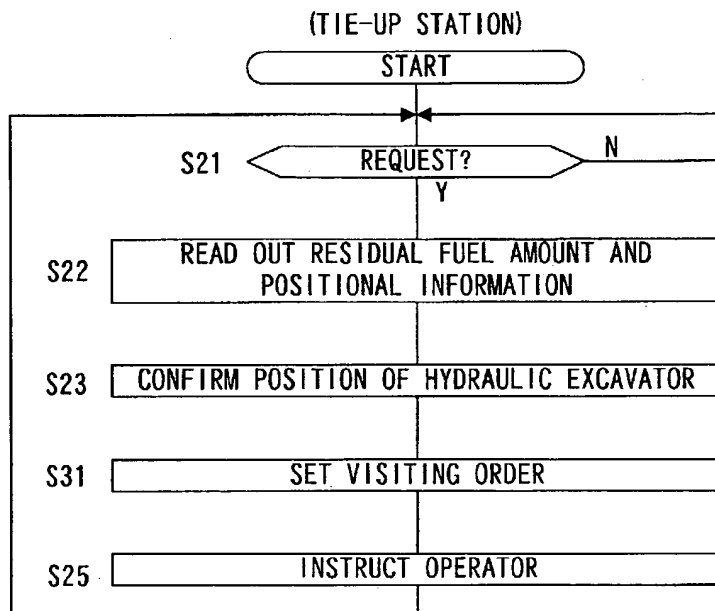 (TIE-UP STATION)
START
S21
REQUEST?
N
Y
S22
READ OUT RESIDUAL FUEL AMOUNT AND
POSITIONAL INFORMATION
S23
CONFIRM POSITION OF HYDRAULIC EXCAVATOR
S31
SET VISITING ORDER
S25
INSTRUCT OPERATOR